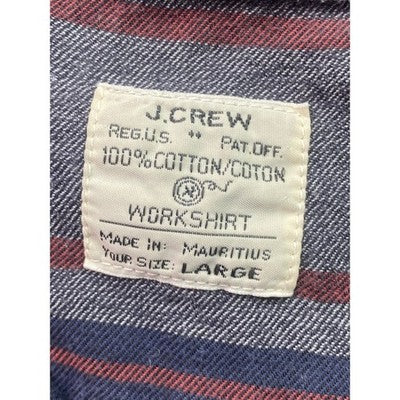 J.CREW
REG.U.S. " PAT.OFF.
100% COTTON/COTON
WORKSHIRT
MADE IN: MAURITIUS
YOUR SIZE: LARGE